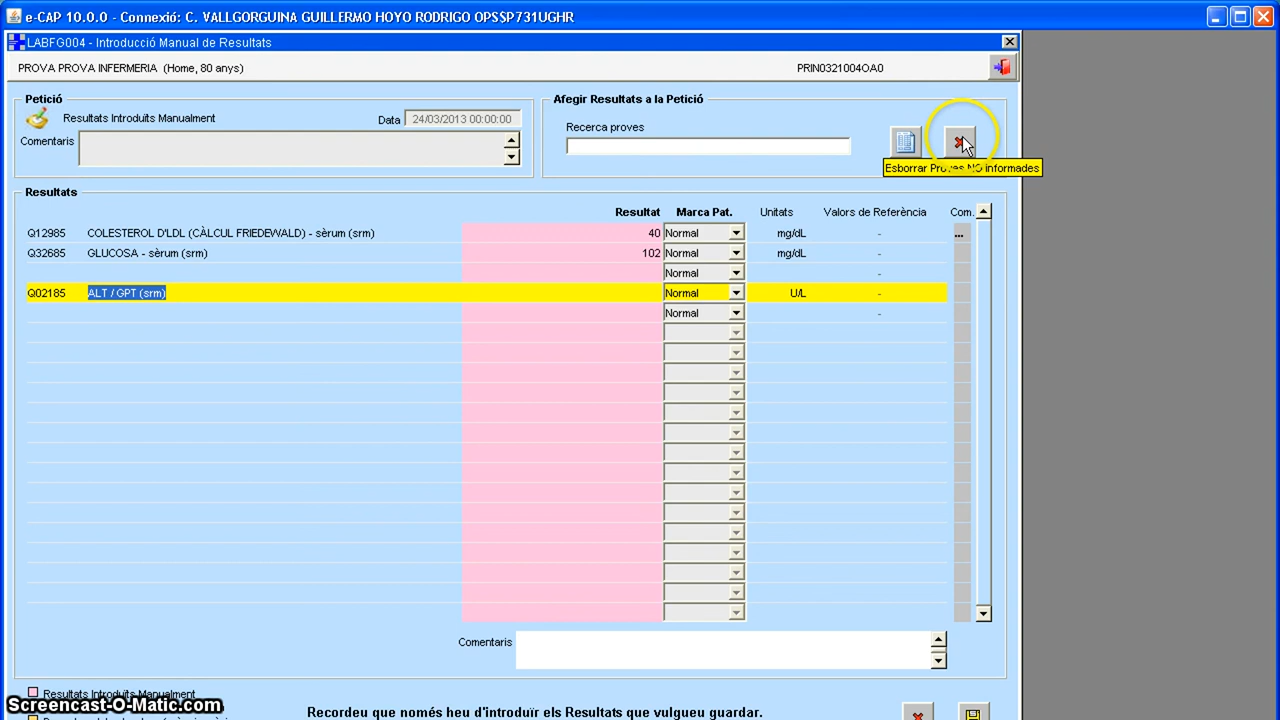 e-CAP 10.0.0 - Connexió: C. VALLGORGUINA GUILLERMO HOYO RODRIGO OPS$P731UGHR
LABFG004 - Introducció Manual de Resultats
PROVA PROVA INFERMERIA (Home, 80 anys) PRIN0321004OA0
Petició
Resultats Introduïts Manualment Data 24/03/2013 00:00:00
Comentaris
Afegir Resultats a la Petició
Recerca proves
Esborrar Proves NO informades
Resultats
Resultat Marca Pat. Unitats Valors de Referència Com.
Q12985 COLESTEROL D'LDL (CÀLCUL FRIEDEWALD) - sèrum (srm) 40 Normal mg/dL - ...
Q32685 GLUCOSA - sèrum (srm) 102 Normal mg/dL -
Normal -
Q02185 ALT / GPT (srm) Normal U/L -
Normal -
Comentaris
Resultats Introduïts Manualment
Screencast-O-Matic.com
Recordeu que només heu d'introduïr els Resultats que vulgueu guardar.